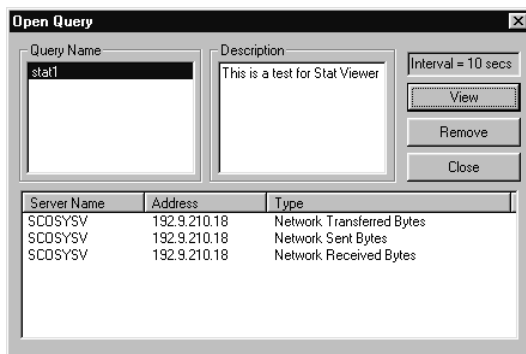 Open Query
Query Name
stat1
Description
This is a test for Stat Viewer
Interval = 10 secs
View
Remove
Close
Server Name Address Type
SCOSYSV 192.9.210.18 Network Transferred Bytes
SCOSYSV 192.9.210.18 Network Sent Bytes
SCOSYSV 192.9.210.18 Network Received Bytes